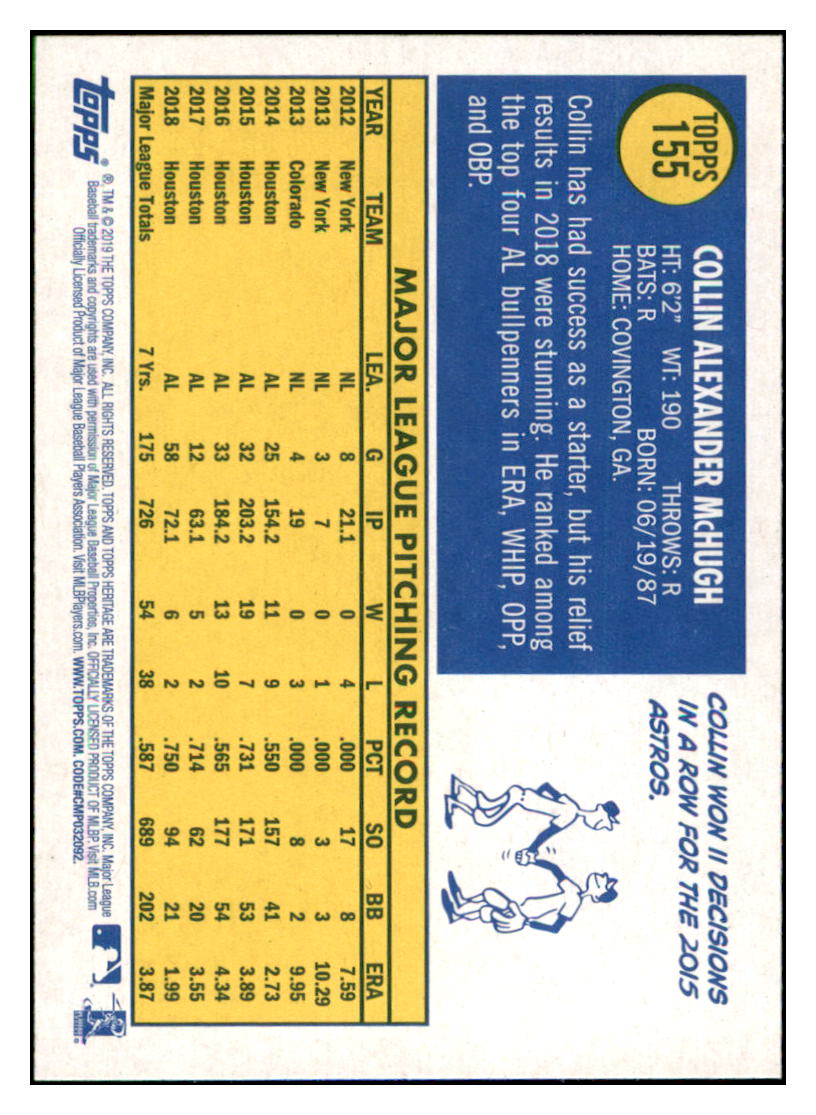 TOPPS
155
COLLIN ALEXANDER McHUGH
HT: 6'2" WT: 190 THROWS: R
BATS: R BORN: 06/19/87
HOME: COVINGTON, GA.
Collin has had success as a starter, but his relief
results in 2018 were stunning. He ranked among
the top four AL bullpenners in ERA, WHIP, OPP,
and OBP.
COLLIN WON 11 DECISIONS
IN A ROW FOR THE 2015
ASTROS.
MAJOR LEAGUE PITCHING RECORD
YEAR TEAM LEA. G IP W L PCT SO BB ERA
2012 New York NL 8 21.1 0 4 .000 17 8 7.59
2013 New York NL 3 7 0 1 .000 3 3 10.29
2013 Colorado NL 4 19 0 3 .000 8 2 9.95
2014 Houston AL 25 154.2 11 9 .550 157 41 2.73
2015 Houston AL 32 203.2 19 7 .731 171 53 3.89
2016 Houston AL 33 184.2 13 10 .565 177 54 4.34
2017 Houston AL 12 63.1 5 2 .714 62 20 3.55
2018 Houston AL 58 72.1 6 2 .750 94 21 1.99
Major League Totals 7 Yrs. 175 726 54 38 .587 689 202 3.87
topps®
®, TM & © 2019 THE TOPPS COMPANY, INC. ALL RIGHTS RESERVED. TOPPS AND TOPPS HERITAGE ARE TRADEMARKS OF THE TOPPS COMPANY, INC. Major League
Baseball trademarks and copyrights are used with permission of Major League Baseball Properties, Inc. OFFICIALLY LICENSED PRODUCT OF MLBP. Visit MLB.com
Officially Licensed Product of Major League Baseball Players Association. Visit MLBPlayers.com. WWW.TOPPS.COM. CODE#CMP032092.